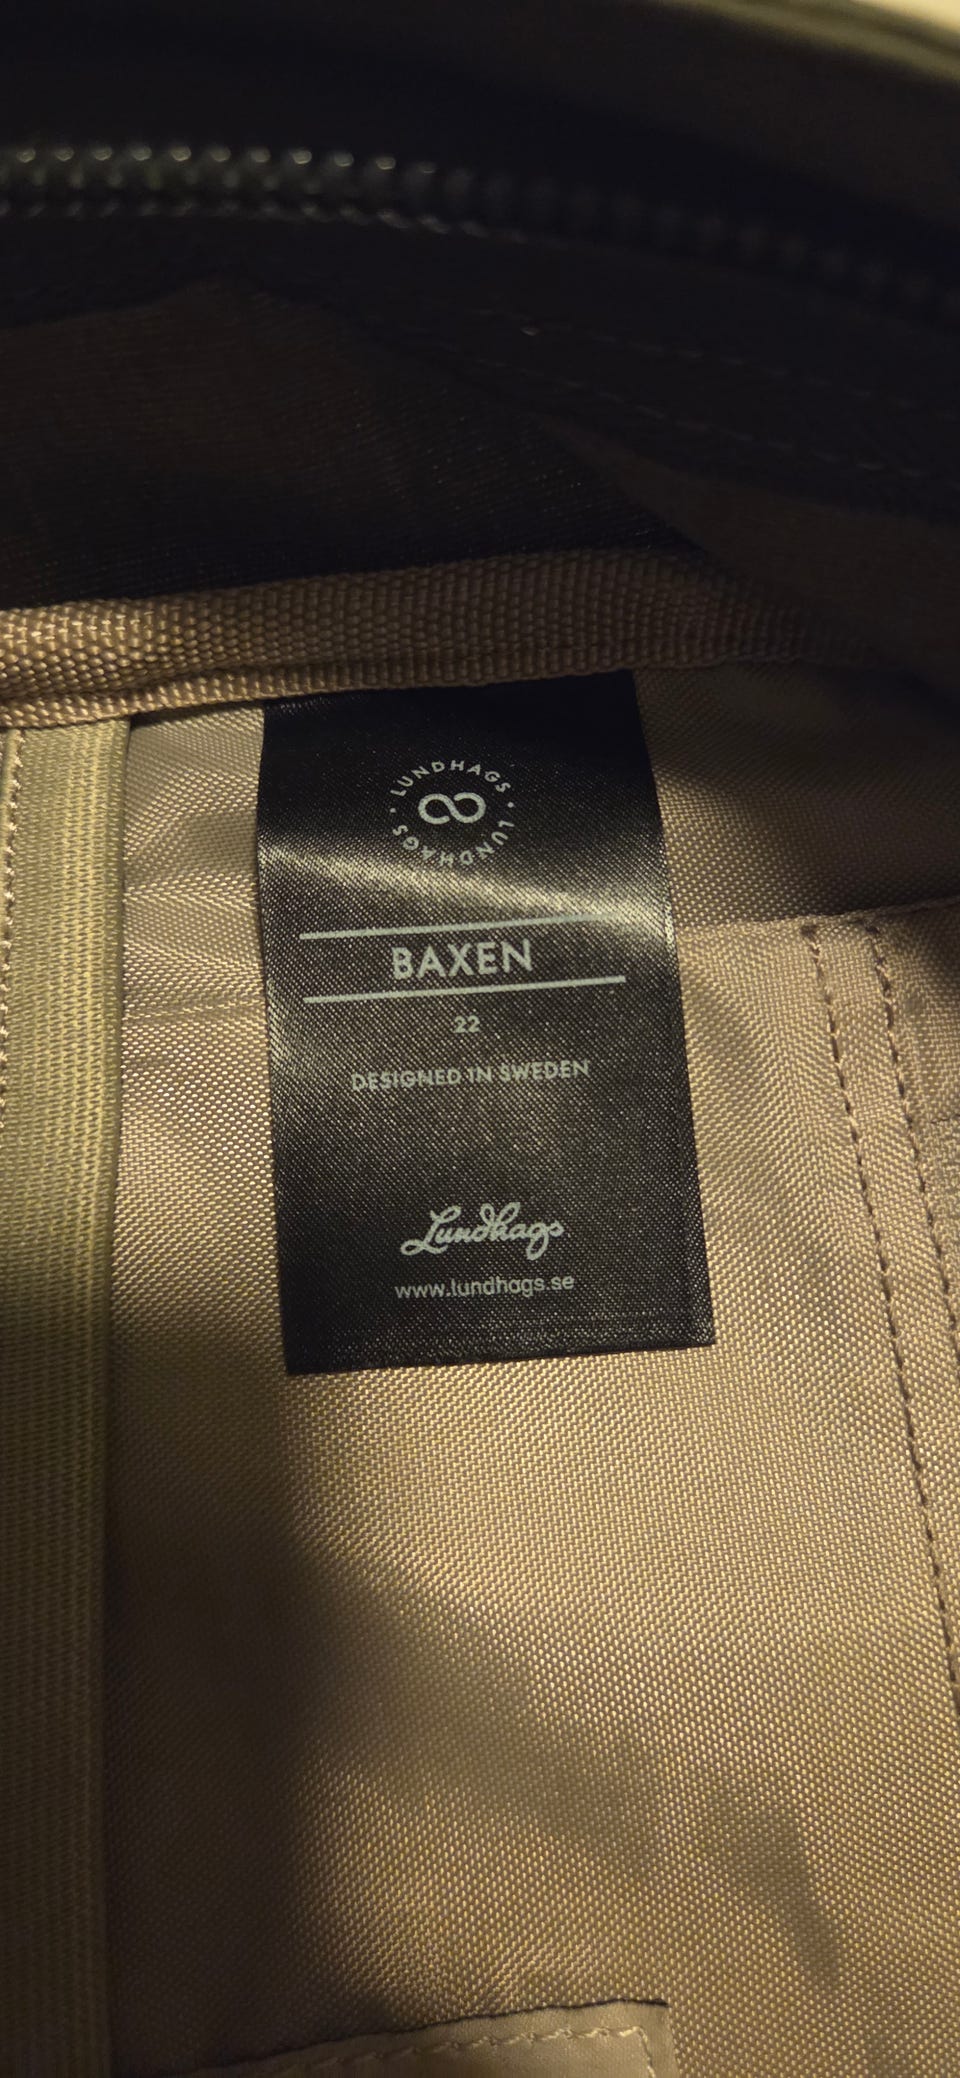 LUNDHAGS · LUNDHAGS ·
BAXEN
22
DESIGNED IN SWEDEN
Lundhags
www.lundhags.se